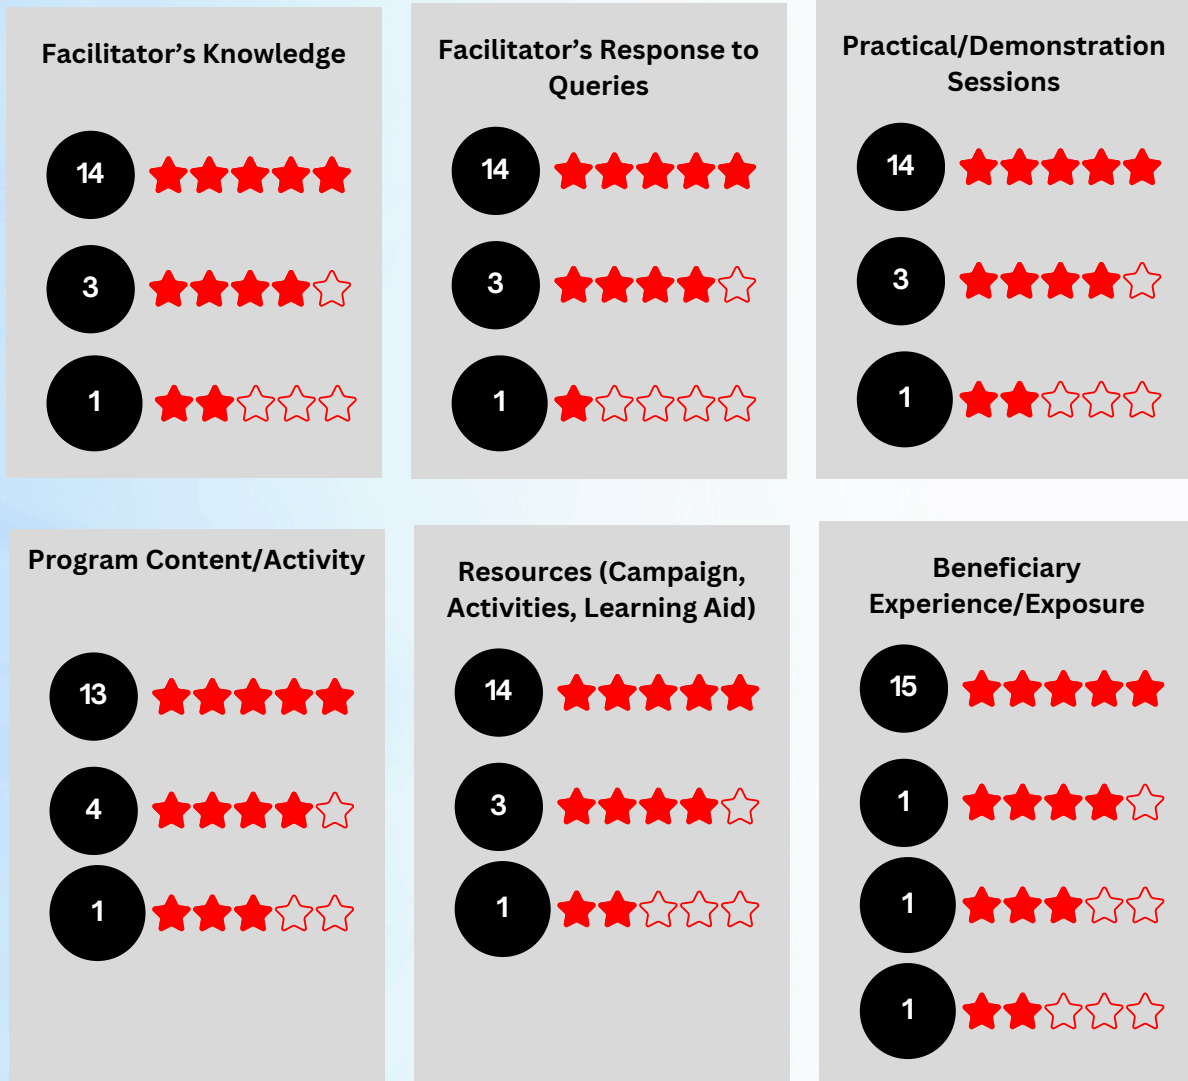 Facilitator’s Knowledge
14
3
1
Facilitator’s Response to
Queries
14
3
1
Practical/Demonstration
Sessions
14
3
1
Program Content/Activity
13
4
1
Resources (Campaign,
Activities, Learning Aid)
14
3
1
Beneficiary
Experience/Exposure
15
1
1
1